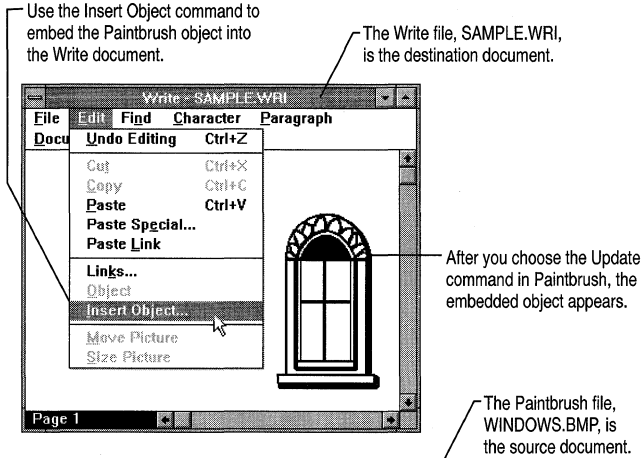 Use the Insert Object command to
embed the Paintbrush object into
the Write document.
The Write file, SAMPLE.WRI,
is the destination document.
Write - SAMPLE.WRI
File Edit Find Character Paragraph
Docu
Undo Editing Ctrl+Z
Cut Ctrl+X
Copy Ctrl+C
Paste Ctrl+V
Paste Special...
Paste Link
Links...
Object
Insert Object...
Move Picture
Size Picture
After you choose the Update
command in Paintbrush, the
embedded object appears.
Page 1
The Paintbrush file,
WINDOWS.BMP, is
the source document.